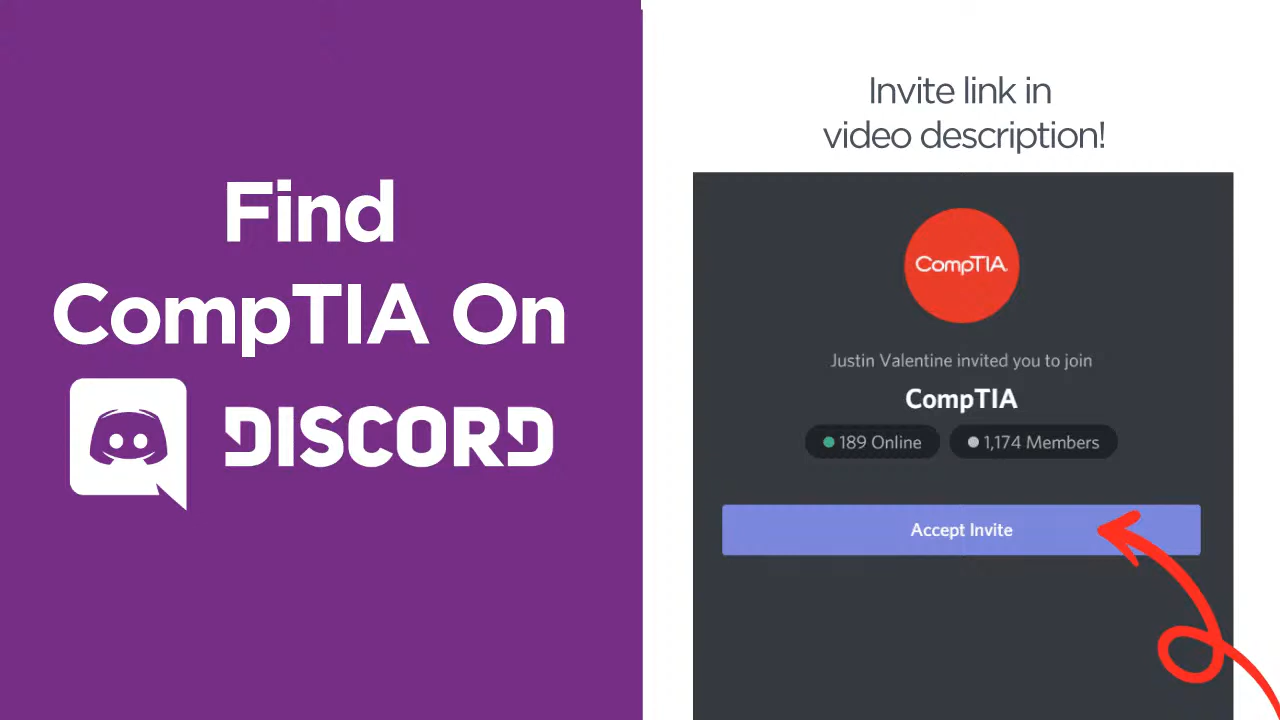 Find
CompTIA On
DISCORD
Invite link in
video description!
CompTIA
Justin Valentine invited you to join
CompTIA
189 Online
1,174 Members
Accept Invite